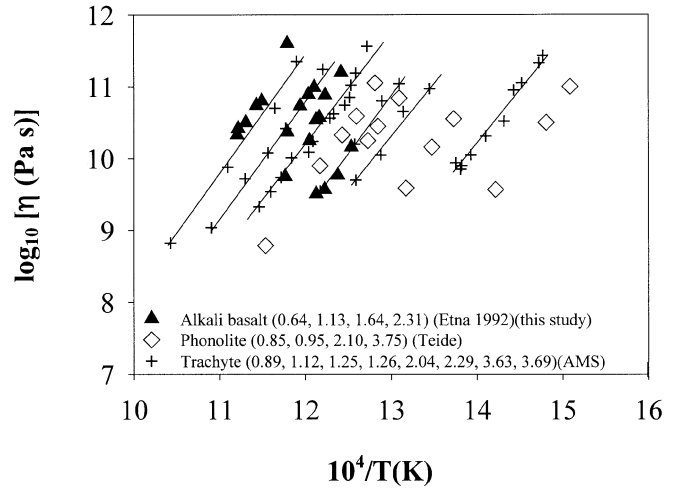 12
11
10
9
8
7
log10 [η (Pa s)]
▲ Alkali basalt (0.64, 1.13, 1.64, 2.31) (Etna 1992)(this study)
◇ Phonolite (0.85, 0.95, 2.10, 3.75) (Teide)
+ Trachyte (0.89, 1.12, 1.25, 1.26, 2.04, 2.29, 3.63, 3.69)(AMS)
10 11 12 13 14 15 16
10⁴/T(K)